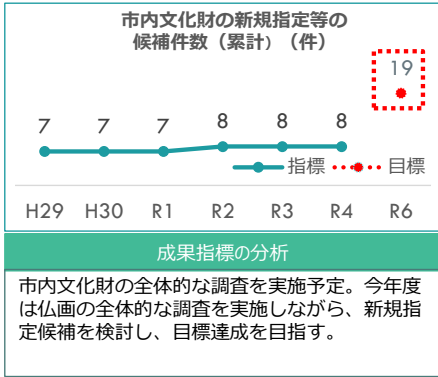 市内文化財の新規指定等の
候補件数（累計）（件）
19
7 7 7 8 8 8
指標 目標
H29 H30 R1 R2 R3 R4 R6
成果指標の分析
市内文化財の全体的な調査を実施予定。今年度
は仏画の全体的な調査を実施しながら、新規指
定候補を検討し、目標達成を目指す。